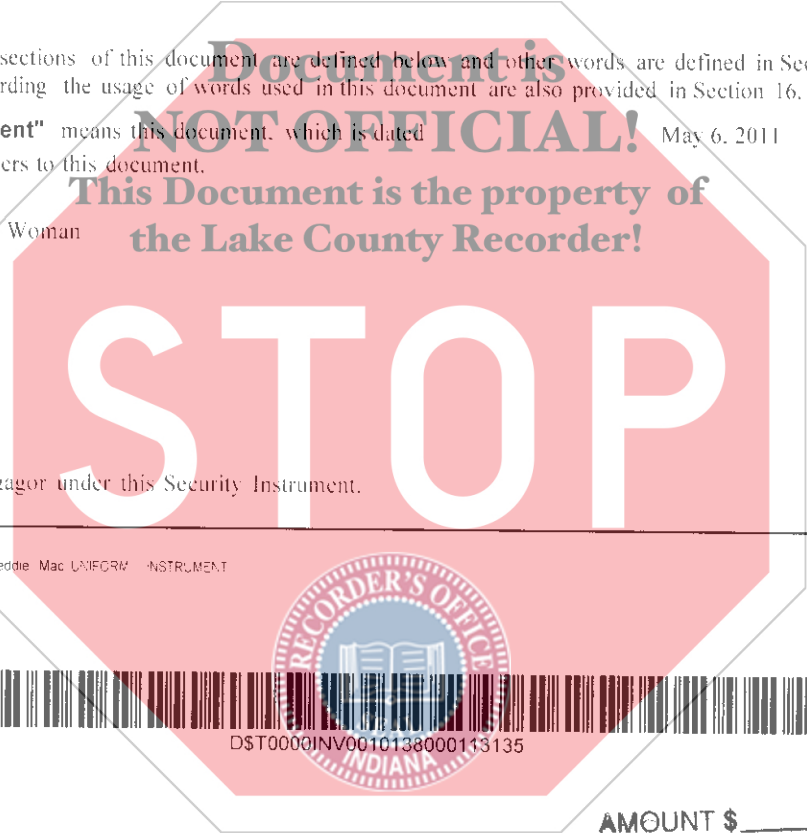 sections of this document are defined below and other words are defined in Sec
rding the usage of words used in this document are also provided in Section 16.
Document is
ent" means this document, which is dated May 6, 2011
NOT OFFICIAL!
ers to this document.
This Document is the property of
Woman
the Lake County Recorder!
STOP
gagor under this Security Instrument.
eddie Mac UNIFORM INSTRUMENT
RECORDER'S OFFICE
INDIANA
D$T0000INV0010138000113135
AMOUNT $